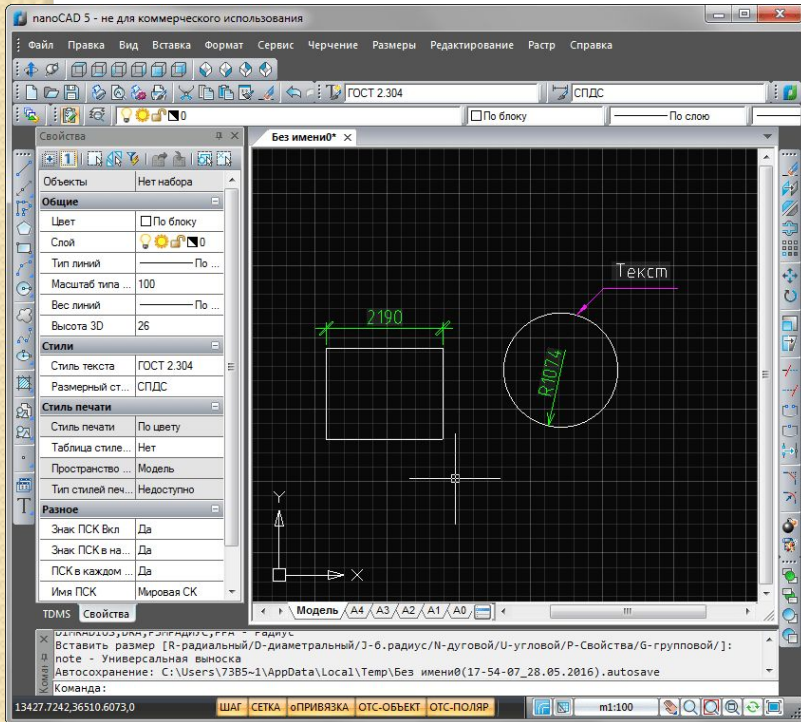 nanoCAD 5 - не для коммерческого использования
Файл Правка Вид Вставка Формат Сервис Черчение Размеры Редактирование Растр Справка
ГОСТ 2.304 СПДС
0 По блоку По слою
Свойства
Без имени0*
1
Объекты Нет набора
Общие
Цвет По блоку
Слой 0
Тип линий По ...
Масштаб типа ... 100
Вес линий По ...
Высота 3D 26
Стили
Стиль текста ГОСТ 2.304
Размерный ст... СПДС
Стиль печати
Стиль печати По цвету
Таблица стиле... Нет
Пространство ... Модель
Тип стилей печ... Недоступно
Разное
Знак ПСК Вкл Да
Знак ПСК в на... Да
ПСК в каждом ... Да
Имя ПСК Мировая СК
TDMS Свойства
Текст
2190
R1074
Y
X
T
Модель A4 A3 A2 A1 A0
Вставить размер [R-радиальный/D-диаметральный/J-б.радиус/N-дуговой/U-угловой/P-Свойства/G-групповой/]:
note - Универсальная выноска
Автосохранение: C:\Users\73B5~1\AppData\Local\Temp\Без имени0(17-54-07_28.05.2016).autosave
Команда:
13427.7242,36510.6073,0 ШАГ СЕТКА оПРИВЯЗКА ОТС-ОБЪЕКТ ОТС-ПОЛЯР m1:100